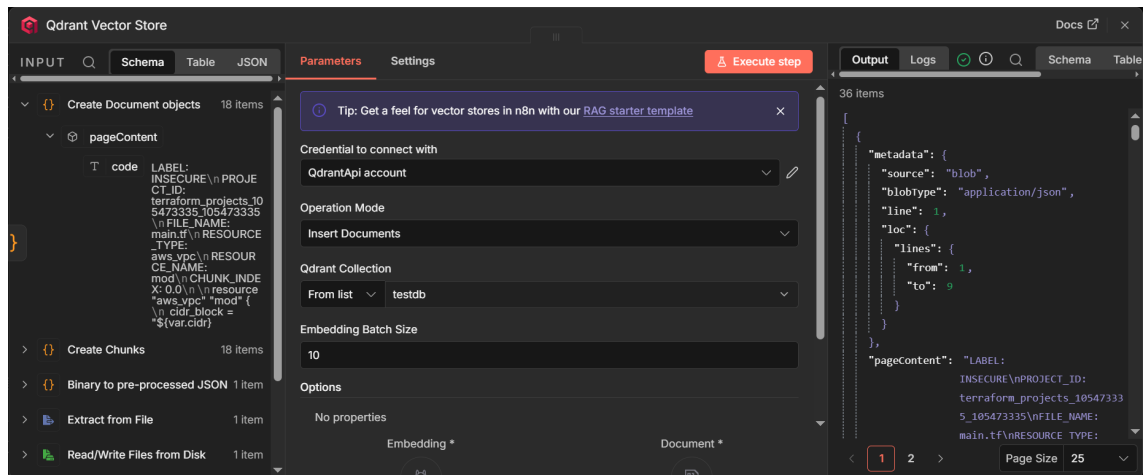 Qdrant Vector Store
Docs
INPUT
Schema
Table
JSON
Parameters
Settings
Execute step
Output
Logs
Schema
Table
Create Document objects
18 items
pageContent
T code
LABEL:
INSECURE\n PROJE
CT_ID:
terraform_projects_10
5473335_105473335
\n FILE_NAME:
main.tf\n RESOURCE
_TYPE:
aws_vpc\n RESOUR
CE_NAME:
mod\n CHUNK_INDE
X: 0.0\n \n resource
"aws_vpc" "mod" {
\n cidr_block =
"${var.cidr}
Create Chunks
18 items
Binary to pre-processed JSON
1 item
Extract from File
1 item
Read/Write Files from Disk
1 item
Tip: Get a feel for vector stores in n8n with our RAG starter template
Credential to connect with
QdrantApi account
Operation Mode
Insert Documents
Qdrant Collection
From list
testdb
Embedding Batch Size
10
Options
No properties
Embedding *
Document *
36 items
[
{
"metadata": {
"source": "blob",
"blobType": "application/json",
"line": 1,
"loc": {
"lines": {
"from": 1,
"to": 9
}
}
},
"pageContent": "LABEL:
INSECURE\nPROJECT_ID:
terraform_projects_10547333
5_105473335\nFILE_NAME:
main.tf\nRESOURCE_TYPE:
1
2
Page Size
25